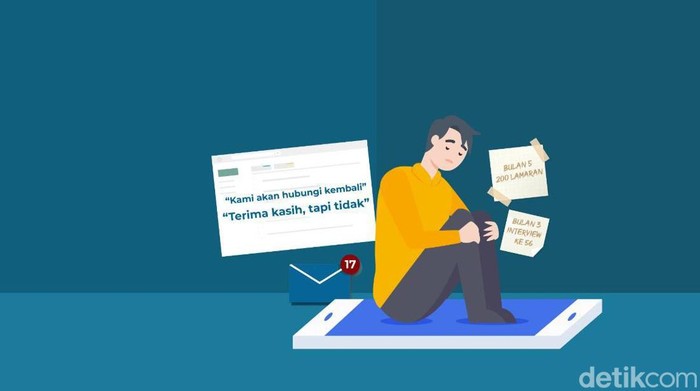 “Kami akan hubungi kembali”
“Terima kasih, tapi tidak”
17
BULAN 5
200 LAMARAN
BULAN 3
INTERVIEW
KE 56
detikcom